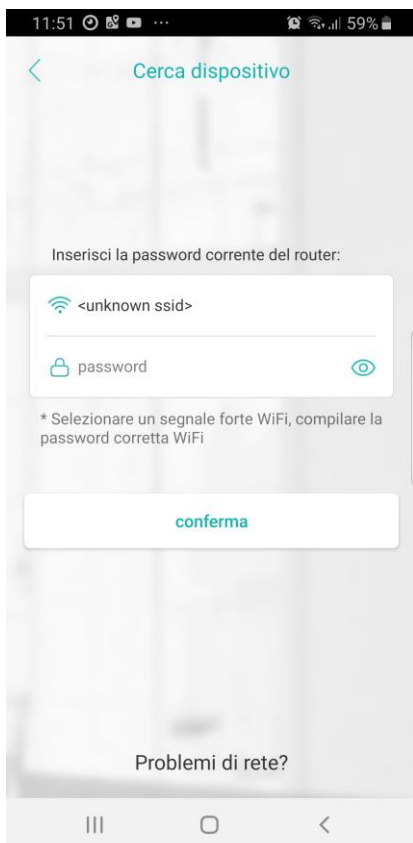 11:51 ... 59%
Cerca dispositivo
Inserisci la password corrente del router:
<unknown ssid>
password
* Selezionare un segnale forte WiFi, compilare la
password corretta WiFi
conferma
Problemi di rete?